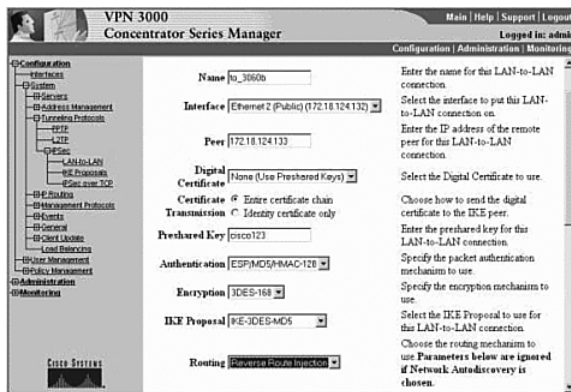 VPN 3000
Concentrator Series Manager
Main | Help | Support | Logout
Logged in: admin
Configuration | Administration | Monitoring
Configuration
Interfaces
System
Servers
Address Management
Tunneling Protocols
PPTP
L2TP
IPSec
LAN-to-LAN
IKE Proposals
IPSec over TCP
IP Routing
Management Protocols
Events
General
Client Update
Load Balancing
User Management
Policy Management
Administration
Monitoring
CISCO SYSTEMS
Name to_3060b
Enter the name for this LAN-to-LAN
connection.
Interface Ethernet 2 (Public) (172.18.124.132)
Select the interface to put this LAN-
to-LAN connection on.
Peer 172.18.124.133
Enter the IP address of the remote
peer for this LAN-to-LAN
connection.
Digital
Certificate None (Use Preshared Keys)
Select the Digital Certificate to use.
Certificate Entire certificate chain
Transmission Identity certificate only
Choose how to send the digital
certificate to the IKE peer.
Preshared Key cisco123
Enter the preshared key for this
LAN-to-LAN connection.
Authentication ESP/MD5/HMAC-128
Specify the packet authentication
mechanism to use.
Encryption 3DES-168
Specify the encryption mechanism to
use.
IKE Proposal IKE-3DES-MD5
Select the IKE Proposal to use for
this LAN-to-LAN connection.
Routing Reverse Route Injection
Choose the routing mechanism to
use. Parameters below are ignored
if Network Autodiscovery is
chosen.